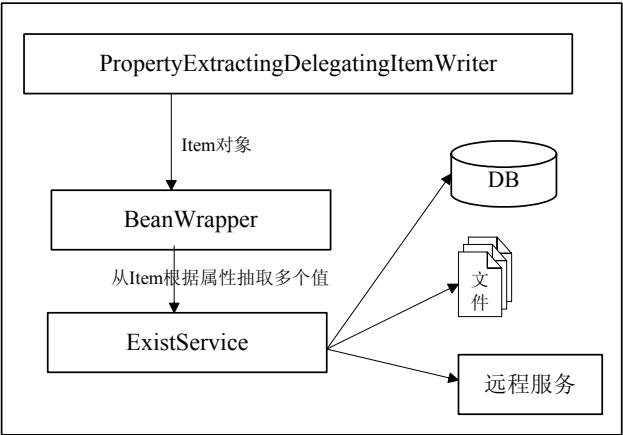 PropertyExtractingDelegatingItemWriter
Item对象
DB
BeanWrapper
从Item根据属性抽取多个值
文
件
ExistService
远程服务